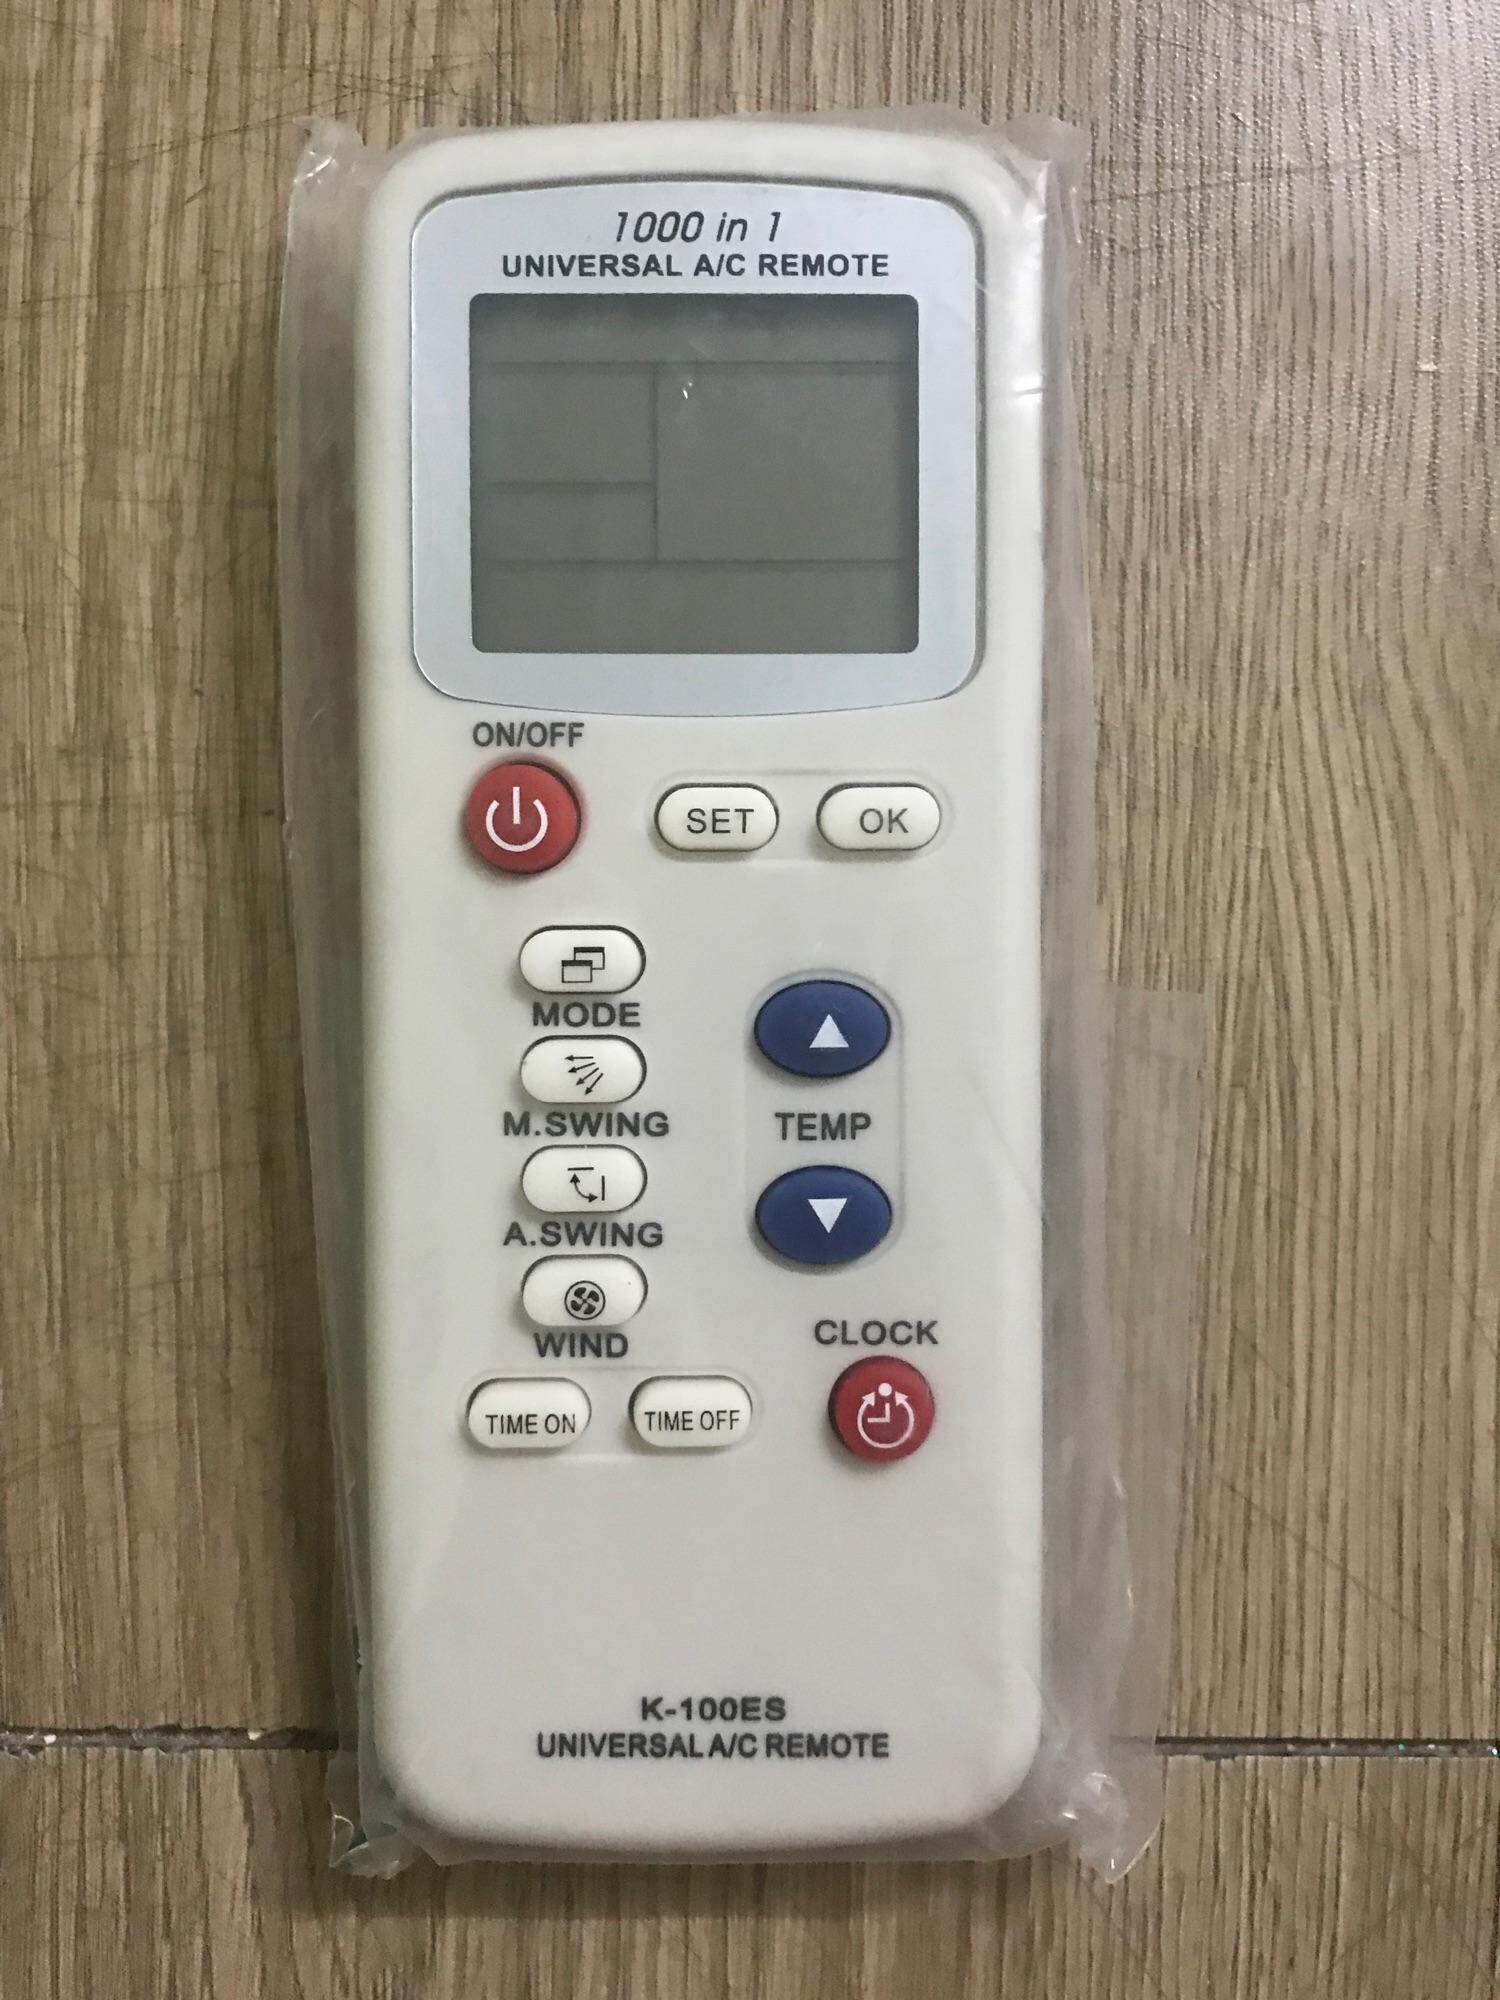 1000 in 1
UNIVERSAL A/C REMOTE
ON/OFF
SET OK
MODE
M.SWING
TEMP
A.SWING
WIND
CLOCK
TIME ON TIME OFF
K-100ES
UNIVERSAL A/C REMOTE